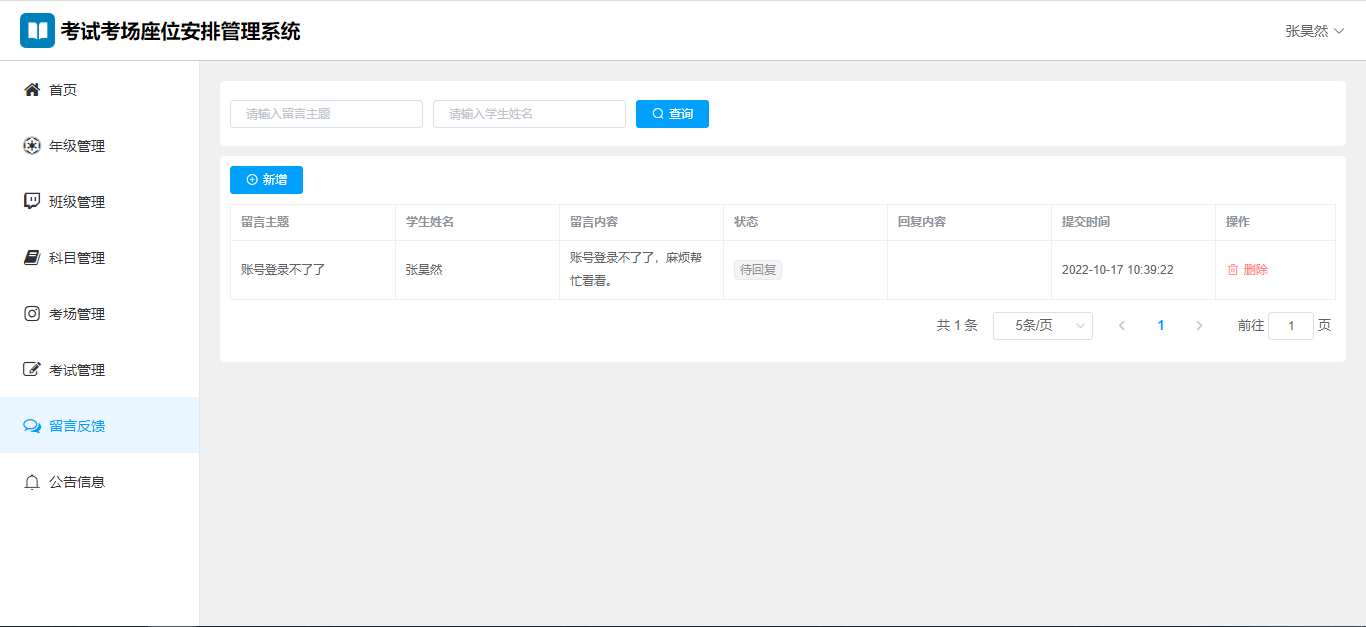 考试考场座位安排管理系统
张昊然
首页
年级管理
班级管理
科目管理
考场管理
考试管理
留言反馈
公告信息
请输入留言主题 请输入学生姓名 查询
新增
留言主题 学生姓名 留言内容 状态 回复内容 提交时间 操作
账号登录不了了 张昊然 账号登录不了了，麻烦帮 待回复 2022-10-17 10:39:22 删除
忙看看。
共 1 条 5条/页 1 前往 1 页